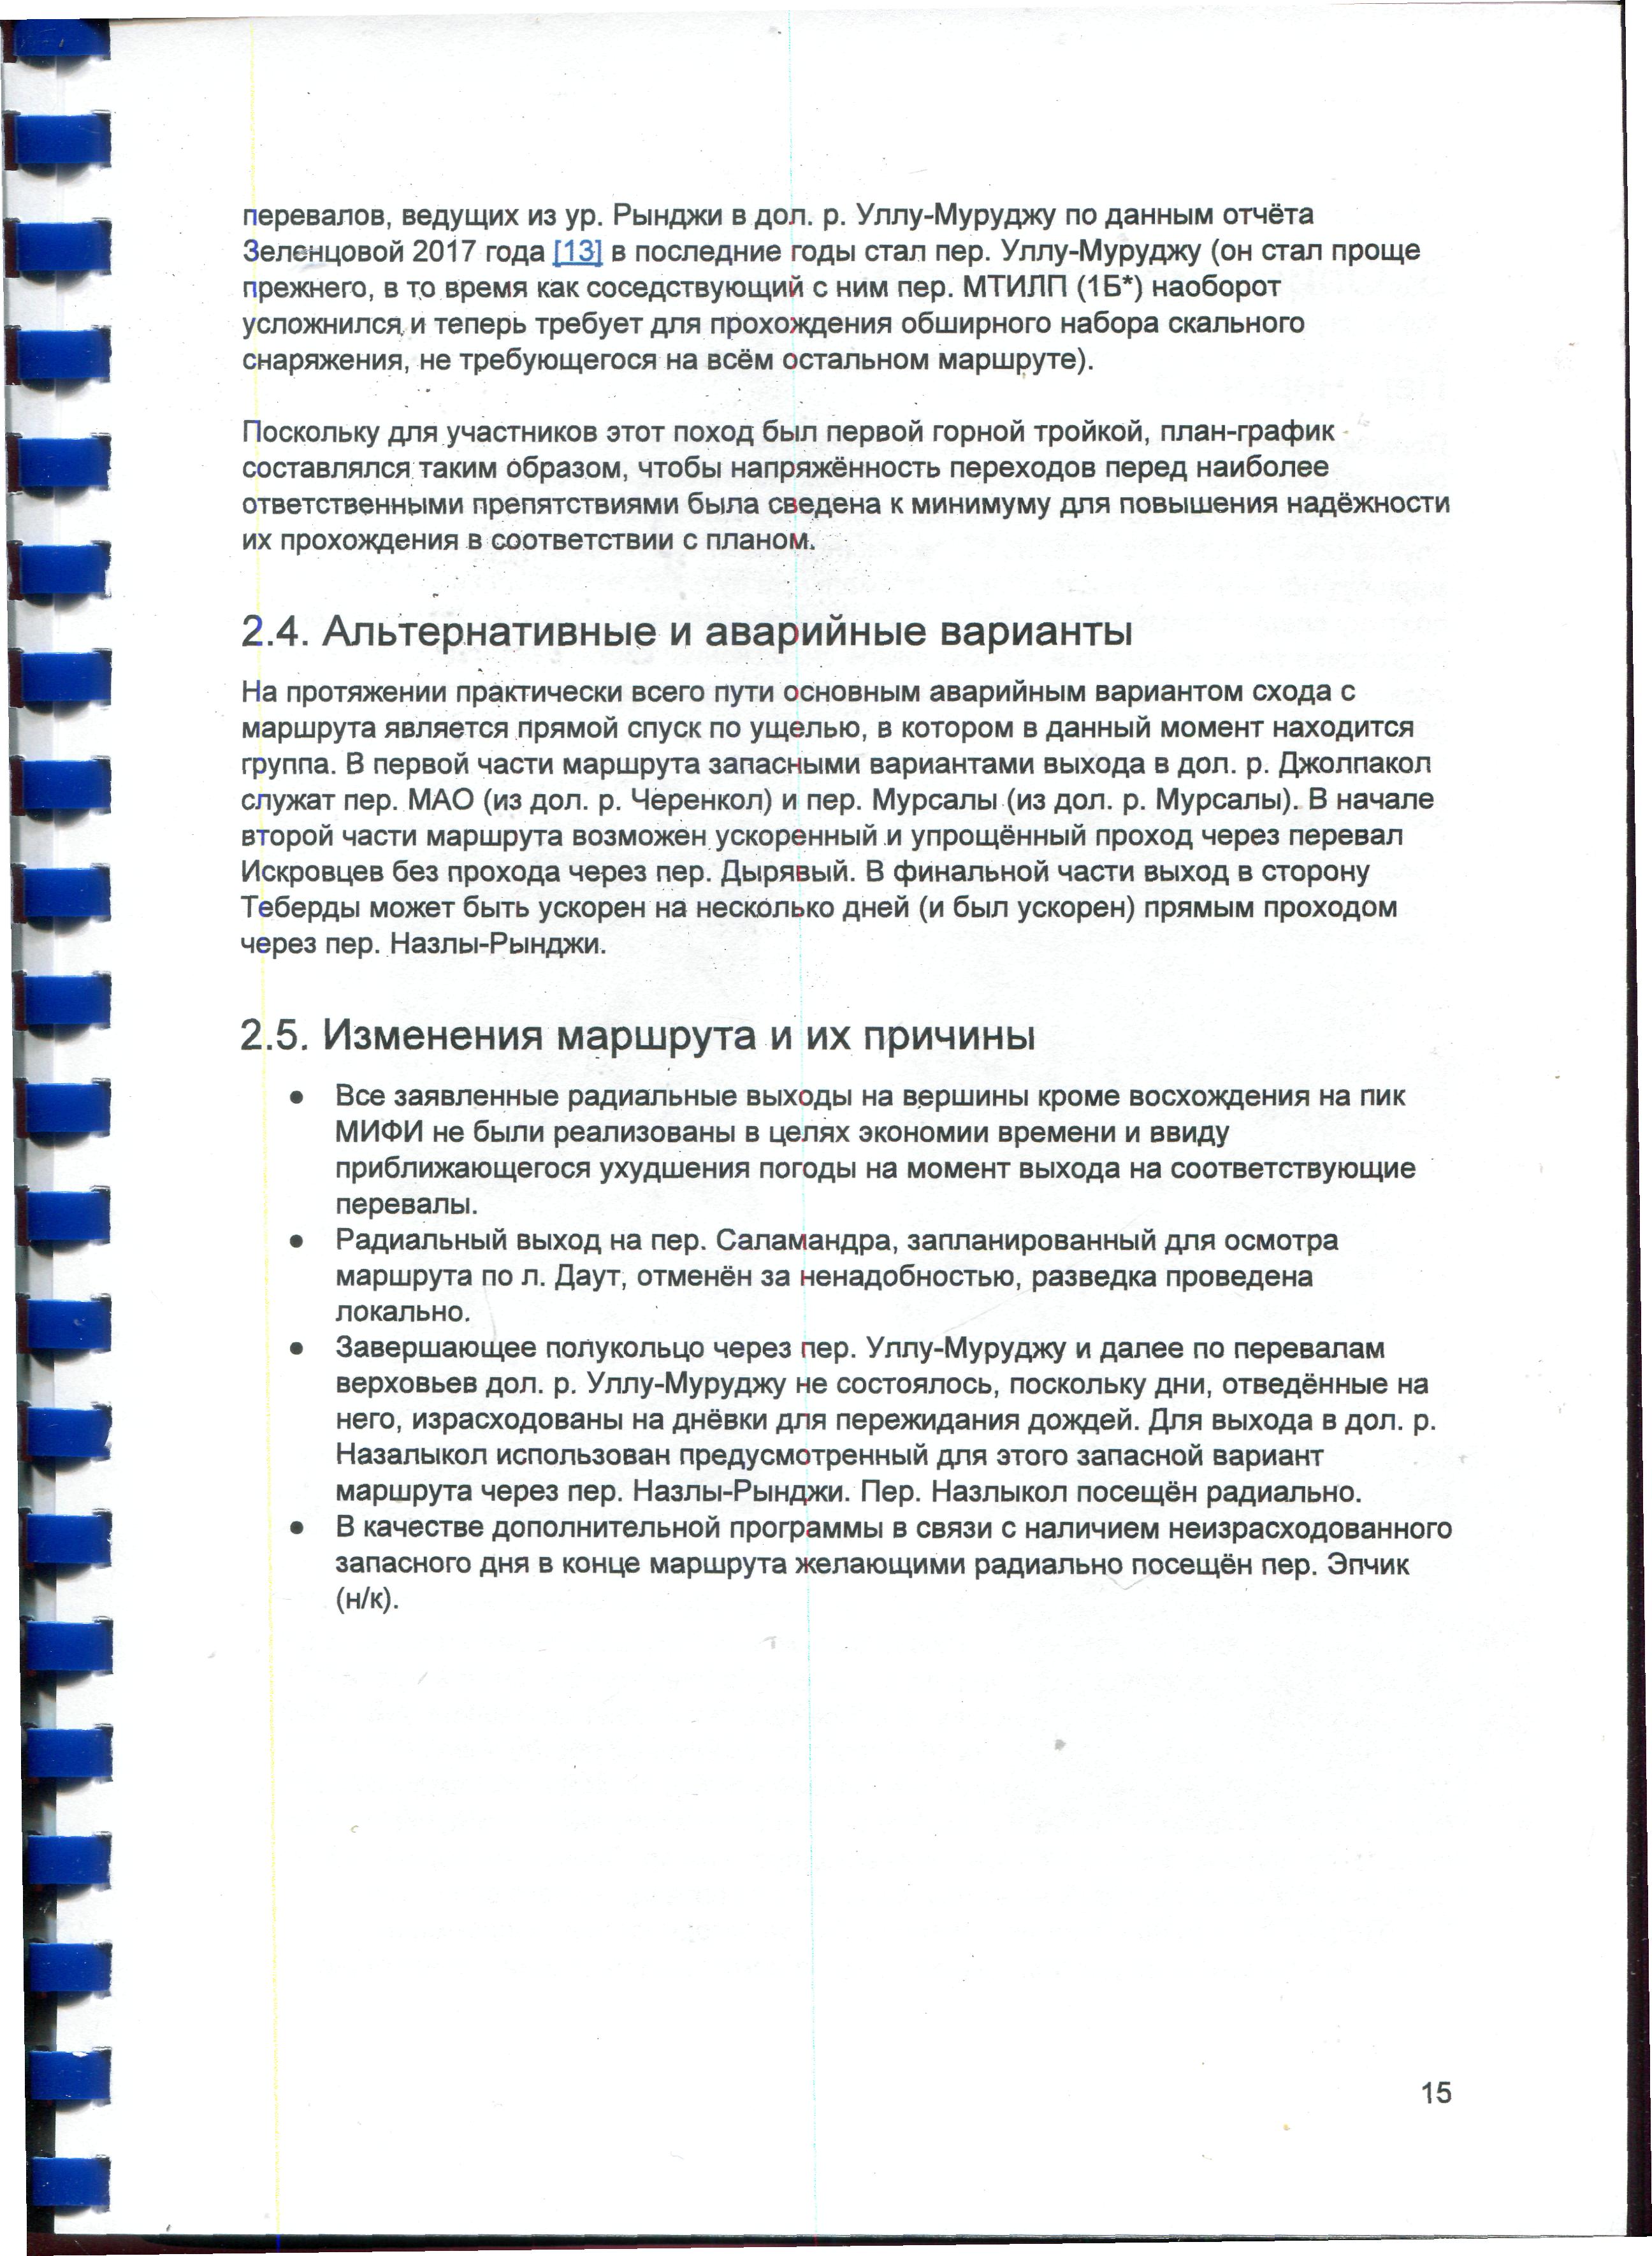 перевалов, ведущих из ур. Рынджи в дол. р. Уллу-Муруджу по данным отчёта
Зеленцовой 2017 года [13] в последние годы стал пер. Уллу-Муруджу (он стал проще
прежнего, в то время как соседствующий с ним пер. МТИЛП (1Б*) наоборот
усложнился и теперь требует для прохождения обширного набора скального
снаряжения, не требующегося на всём остальном маршруте).
Поскольку для участников этот поход был первой горной тройкой, план-график
составлялся таким образом, чтобы напряжённость переходов перед наиболее
ответственными препятствиями была сведена к минимуму для повышения надёжности
их прохождения в соответствии с планом.
2.4. Альтернативные и аварийные варианты
На протяжении практически всего пути основным аварийным вариантом схода с
маршрута является прямой спуск по ущелью, в котором в данный момент находится
группа. В первой части маршрута запасными вариантами выхода в дол. р. Джолпакол
служат пер. МАО (из дол. р. Черенкол) и пер. Мурсалы (из дол. р. Мурсалы). В начале
второй части маршрута возможен ускоренный и упрощённый проход через перевал
Искровцев без прохода через пер. Дырявый. В финальной части выход в сторону
Теберды может быть ускорен на несколько дней (и был ускорен) прямым проходом
через пер. Назлы-Рынджи.
2.5. Изменения маршрута и их причины
● Все заявленные радиальные выходы на вершины кроме восхождения на пик
МИФИ не были реализованы в целях экономии времени и ввиду
приближающегося ухудшения погоды на момент выхода на соответствующие
перевалы.
● Радиальный выход на пер. Саламандра, запланированный для осмотра
маршрута по л. Даут, отменён за ненадобностью, разведка проведена
локально.
● Завершающее полукольцо через пер. Уллу-Муруджу и далее по перевалам
верховьев дол. р. Уллу-Муруджу не состоялось, поскольку дни, отведённые на
него, израсходованы на днёвки для пережидания дождей. Для выхода в дол. р.
Назалыкол использован предусмотренный для этого запасной вариант
маршрута через пер. Назлы-Рынджи. Пер. Назлыкол посещён радиально.
● В качестве дополнительной программы в связи с наличием неизрасходованного
запасного дня в конце маршрута желающими радиально посещён пер. Эпчик
(н/к).
15